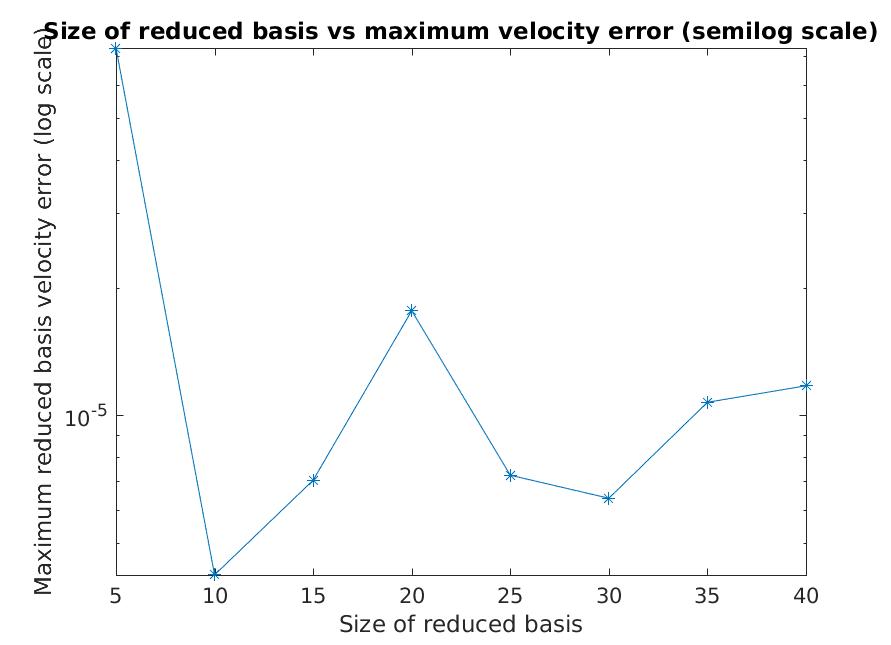 Size of reduced basis vs maximum velocity error (semilog scale)
Maximum reduced basis velocity error (log scale)
10^-5
5 10 15 20 25 30 35 40
Size of reduced basis